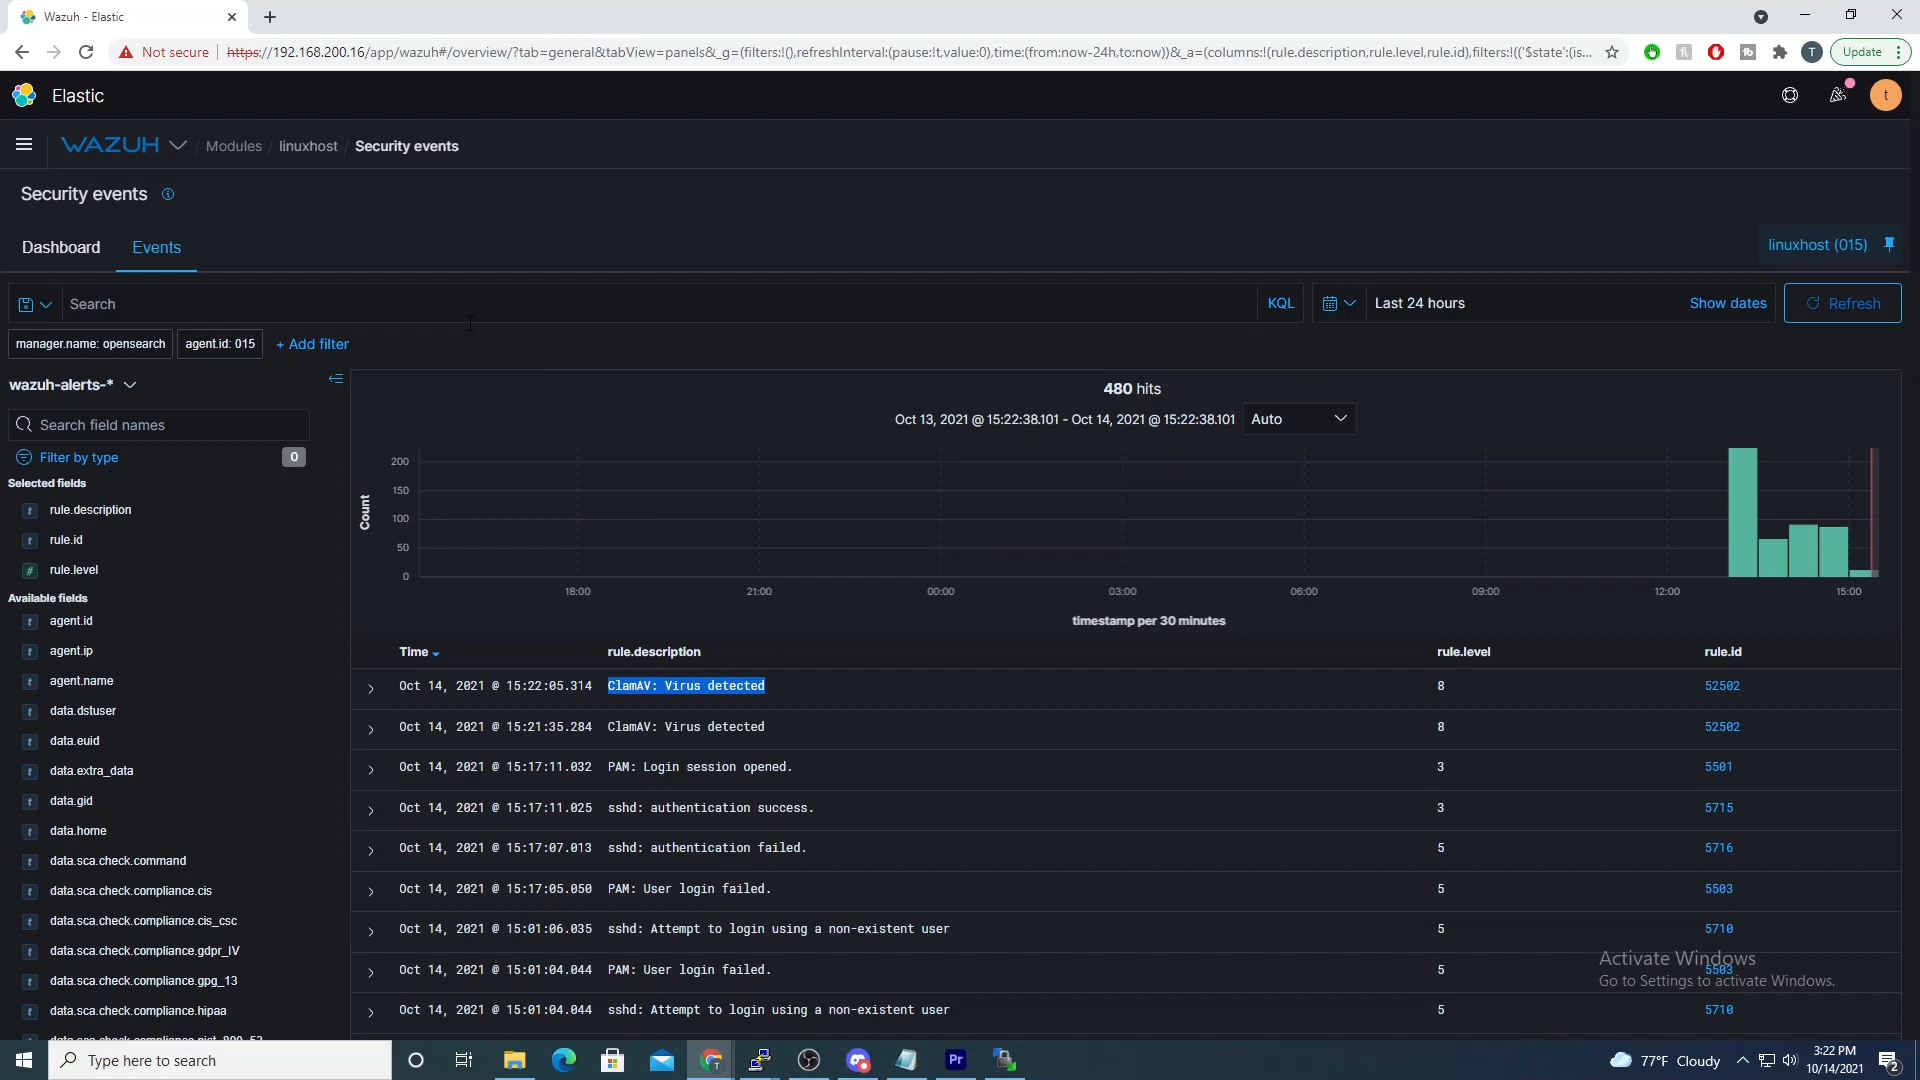 Wazuh - Elastic
Not secure
https://192.168.200.16/app/wazuh#/overview/?tab=general&tabView=panels&_g=(filters:!(),refreshInterval:(pause:!t,value:0),time:(from:now-24h,to:now))&_a=(columns:!(rule.description,rule.level,rule.id),filters:!(('$state':(is...
T
Update
Elastic
t
WAZUH / Modules / linuxhost / Security events
Security events
Dashboard
Events
linuxhost (015)
Search
KQL
Last 24 hours
Show dates
Refresh
manager.name: opensearch
agent.id: 015
+ Add filter
wazuh-alerts-*
Search field names
Filter by type
0
Selected fields
t rule.description
t rule.id
# rule.level
Available fields
t agent.id
t agent.ip
t agent.name
t data.dstuser
t data.euid
t data.extra_data
t data.gid
t data.home
t data.sca.check.command
t data.sca.check.compliance.cis
t data.sca.check.compliance.cis_csc
t data.sca.check.compliance.gdpr_IV
t data.sca.check.compliance.gpg_13
t data.sca.check.compliance.hipaa
480 hits
Oct 13, 2021 @ 15:22:38.101 - Oct 14, 2021 @ 15:22:38.101
Auto
Count
200
150
100
50
0
18:00 21:00 00:00 03:00 06:00 09:00 12:00 15:00
timestamp per 30 minutes
Time rule.description rule.level rule.id
Oct 14, 2021 @ 15:22:05.314 ClamAV: Virus detected 8 52502
Oct 14, 2021 @ 15:21:35.284 ClamAV: Virus detected 8 52502
Oct 14, 2021 @ 15:17:11.032 PAM: Login session opened. 3 5501
Oct 14, 2021 @ 15:17:11.025 sshd: authentication success. 3 5715
Oct 14, 2021 @ 15:17:07.013 sshd: authentication failed. 5 5716
Oct 14, 2021 @ 15:17:05.050 PAM: User login failed. 5 5503
Oct 14, 2021 @ 15:01:06.035 sshd: Attempt to login using a non-existent user 5 5710
Oct 14, 2021 @ 15:01:04.044 PAM: User login failed. 5 5503
Oct 14, 2021 @ 15:01:04.044 sshd: Attempt to login using a non-existent user 5 5710
Activate Windows
Go to Settings to activate Windows.
Type here to search
Pr
77°F Cloudy
3:22 PM
10/14/2021
2